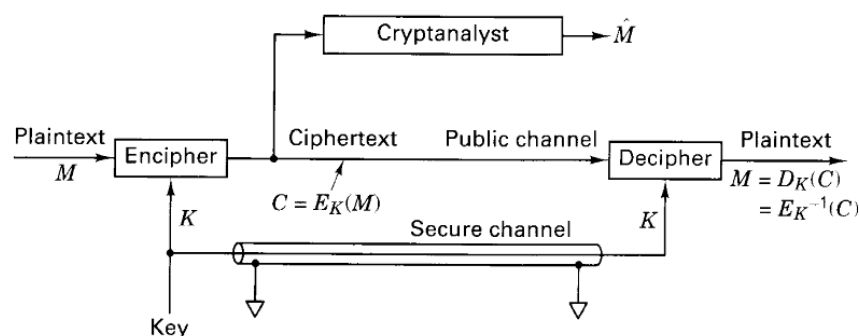 Cryptanalyst
M̂
Plaintext
M
Encipher
Ciphertext
Public channel
Decipher
Plaintext
C = E_K(M)
M = D_K(C)
= E_K⁻¹(C)
K
Secure channel
K
Key